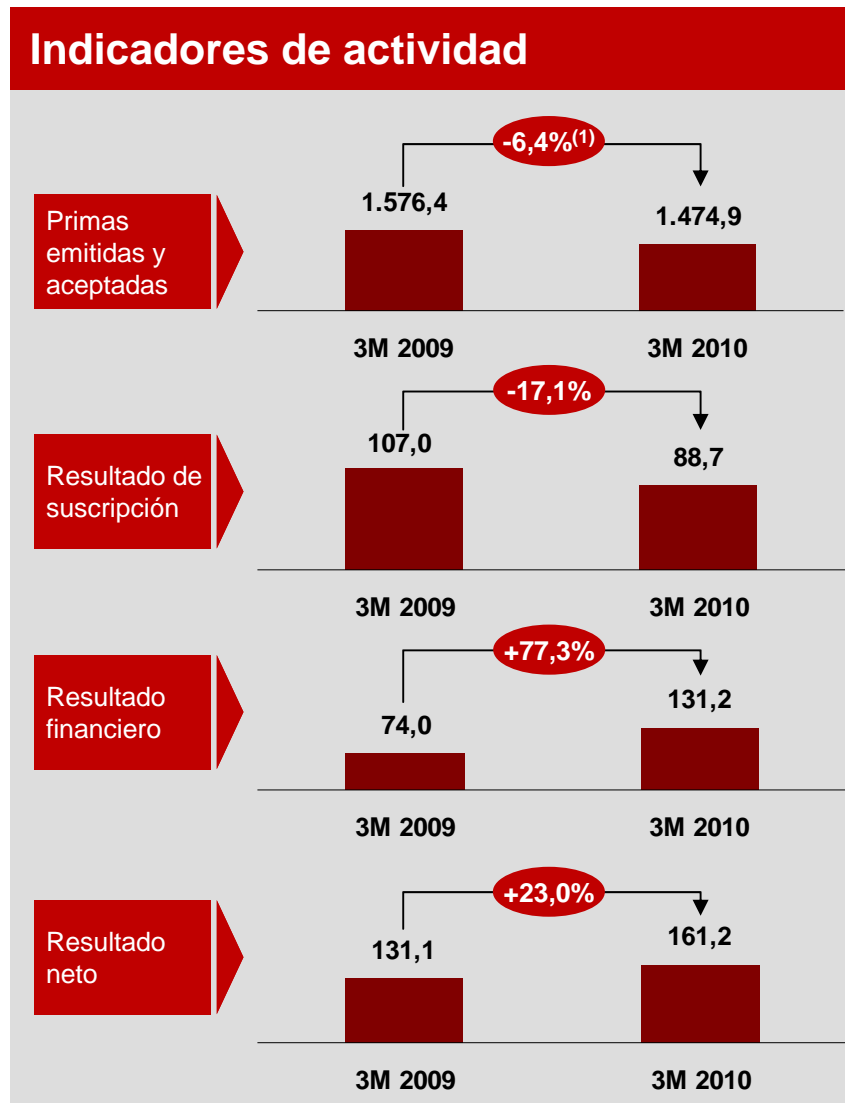 Indicadores de actividad
-6,4%(1)
1.576,4
1.474,9
Primas
emitidas y
aceptadas
3M 2009
3M 2010
-17,1%
107,0
88,7
Resultado de
suscripción
3M 2009
3M 2010
+77,3%
74,0
131,2
Resultado
financiero
3M 2009
3M 2010
+23,0%
131,1
161,2
Resultado
neto
3M 2009
3M 2010